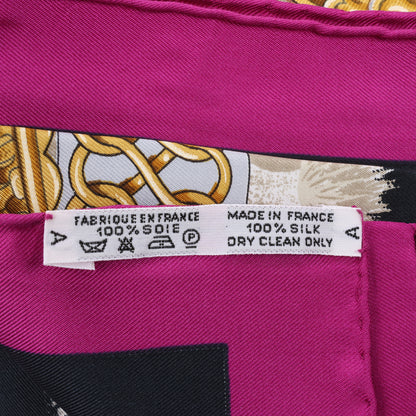 A
FABRIQUE EN FRANCE
100% SOIE
P
MADE IN FRANCE
100% SILK
DRY CLEAN ONLY
A